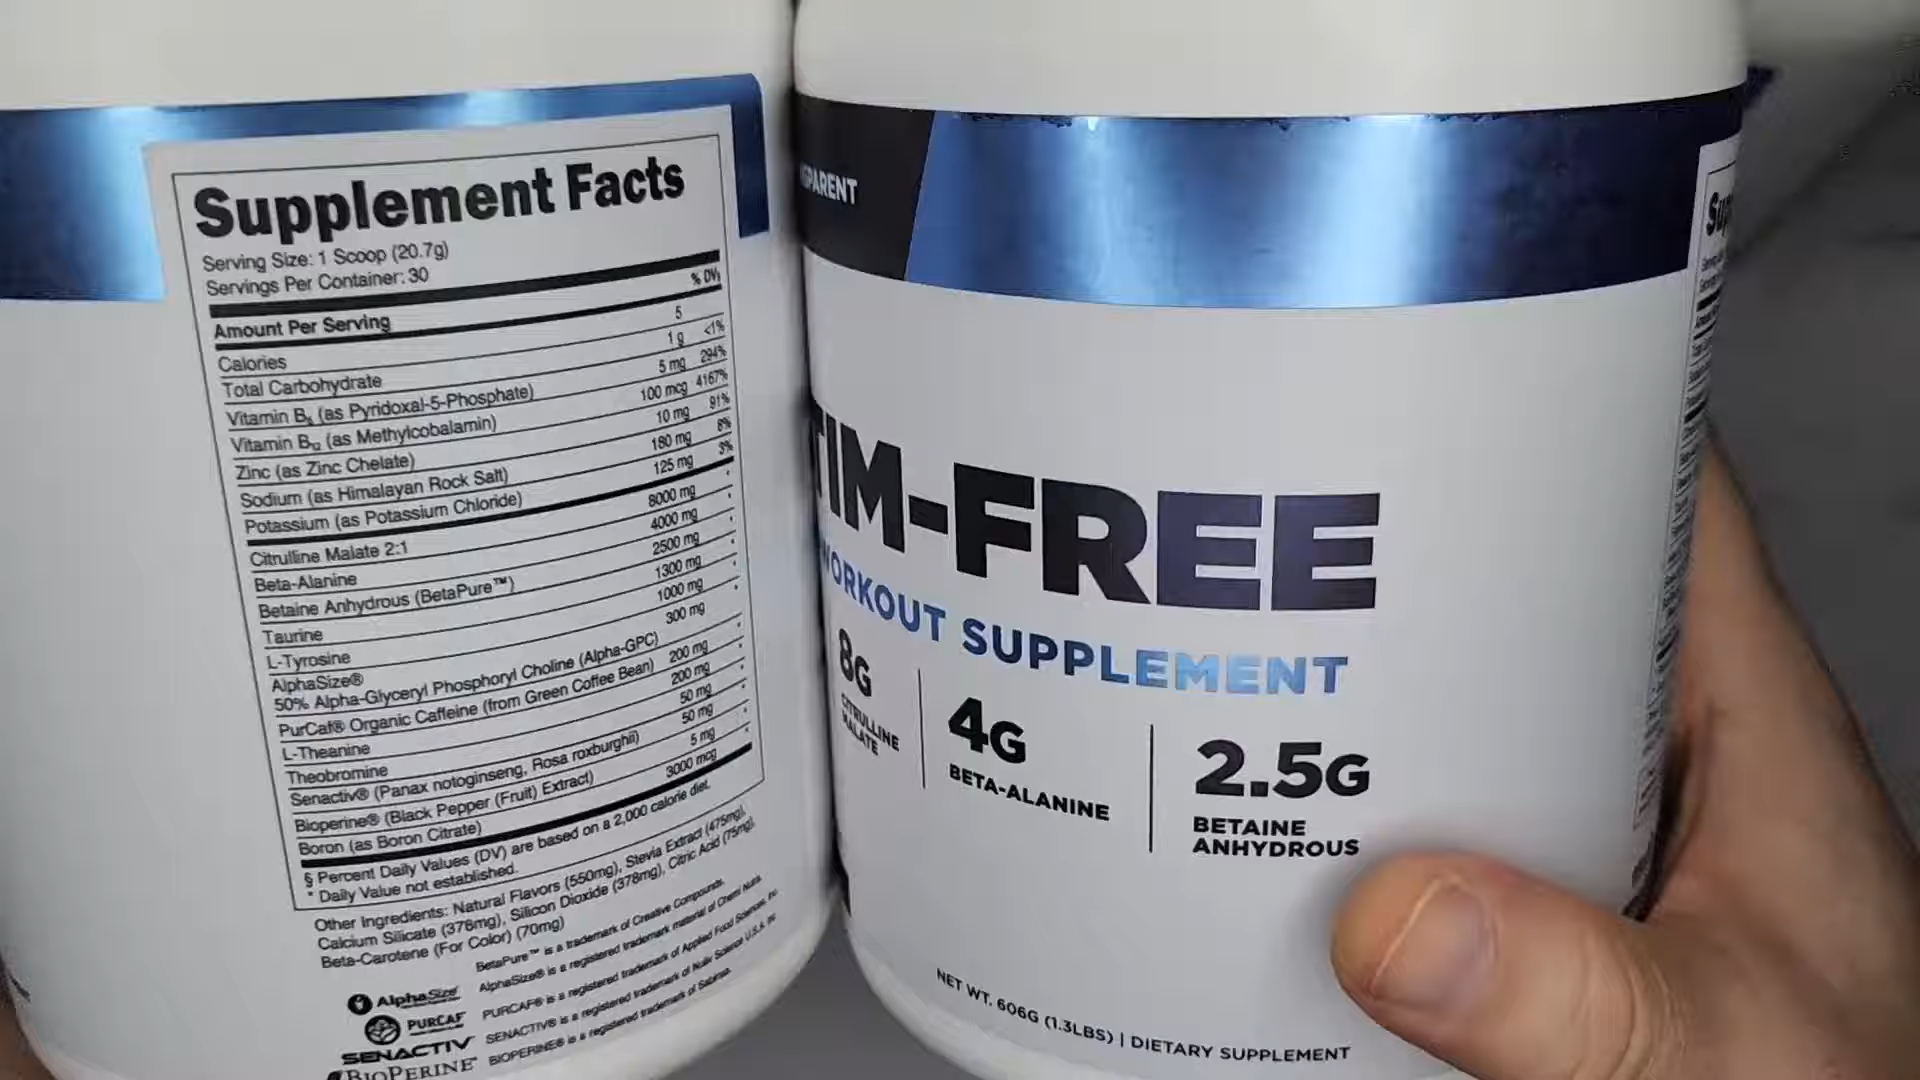 Supplement Facts
Serving Size: 1 Scoop (20.7g)
Servings Per Container: 30
% DV§
Amount Per Serving
Calories 5
Total Carbohydrate 1 g <1%
Vitamin B6 (as Pyridoxal-5-Phosphate) 5 mg 294%
Vitamin B12 (as Methylcobalamin) 100 mcg 4167%
Zinc (as Zinc Chelate) 10 mg 91%
Sodium (as Himalayan Rock Salt) 180 mg 8%
Potassium (as Potassium Chloride) 125 mg 3%
Citrulline Malate 2:1 8000 mg *
Beta-Alanine 4000 mg *
Betaine Anhydrous (BetaPure™) 2500 mg *
Taurine 1300 mg *
L-Tyrosine 1000 mg *
AlphaSize® 300 mg
50% Alpha-Glyceryl Phosphoryl Choline (Alpha-GPC) *
PurCaf® Organic Caffeine (from Green Coffee Bean) 200 mg *
L-Theanine 200 mg *
Theobromine 50 mg *
Senactiv® (Panax notoginseng, Rosa roxburghii) 50 mg *
Bioperine® (Black Pepper (Fruit) Extract) 5 mg *
Boron (as Boron Citrate) 3000 mcg *
§ Percent Daily Values (DV) are based on a 2,000 calorie diet.
* Daily Value not established.
Other Ingredients: Natural Flavors (550mg), Stevia Extract (475mg),
Calcium Silicate (378mg), Silicon Dioxide (378mg), Citric Acid (75mg),
Beta-Carotene (For Color) (70mg)
BetaPure™ is a trademark of Creative Compounds.
AlphaSize® is a registered trademark material of Chemi Nutra.
PURCAF® is a registered trademark of Applied Food Sciences, Inc.
SENACTIV® is a registered trademark of NuLiv Science U.S.A. Inc
BIOPERINE® is a registered trademark of Sabinsa.
AlphaSize®
PURCAF
SENACTIV
BIOPERINE
SPARENT
TIM-FREE
WORKOUT SUPPLEMENT
8G
CITRULLINE
MALATE
4G
BETA-ALANINE
2.5G
BETAINE
ANHYDROUS
NET WT. 606G (1.3LBS) | DIETARY SUPPLEMENT